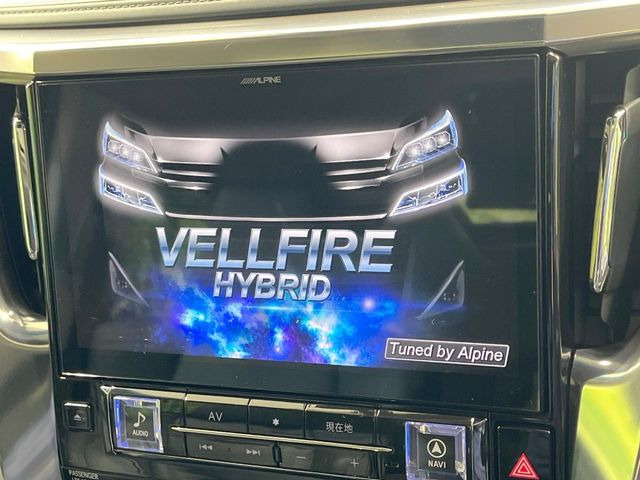 ALPINE
VELLFIRE
HYBRID
Tuned by Alpine
AV
現在地
AUDIO
NAVI
PASSENGER